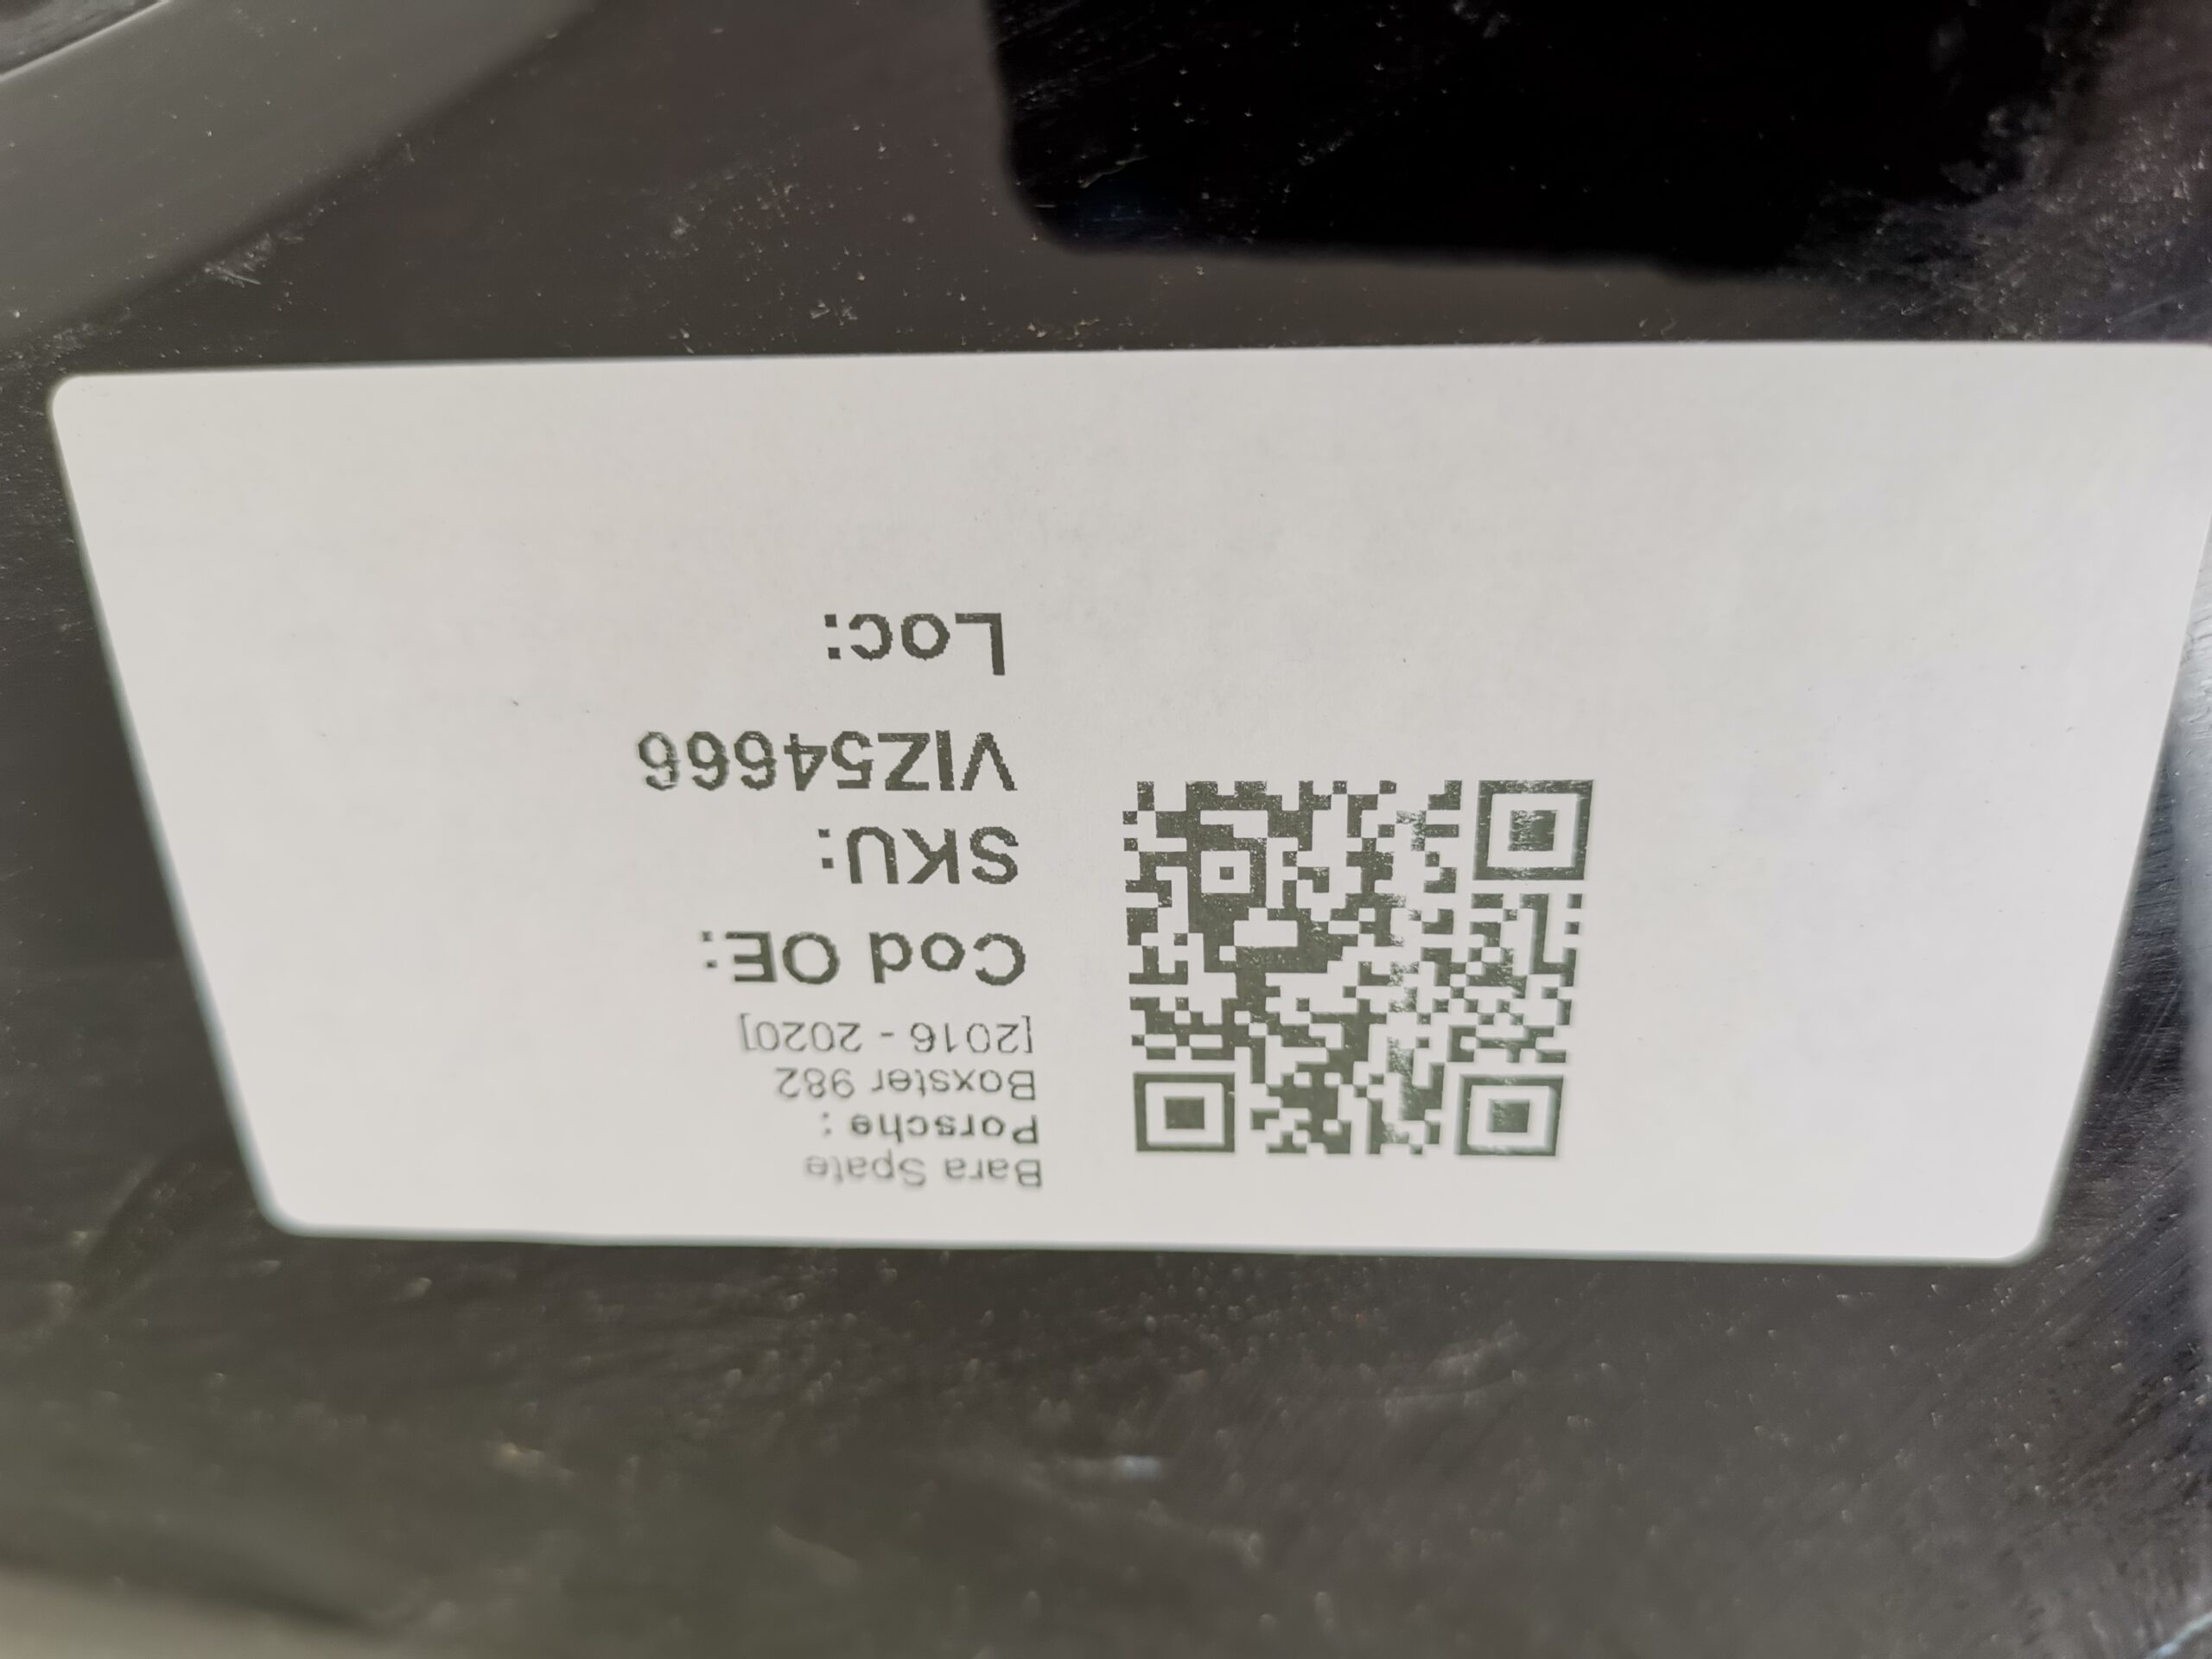 Bara Spate
Porsche :
Boxster 982
[2016 - 2020]
Cod OE:
SKU:
VIZ54666
Loc: